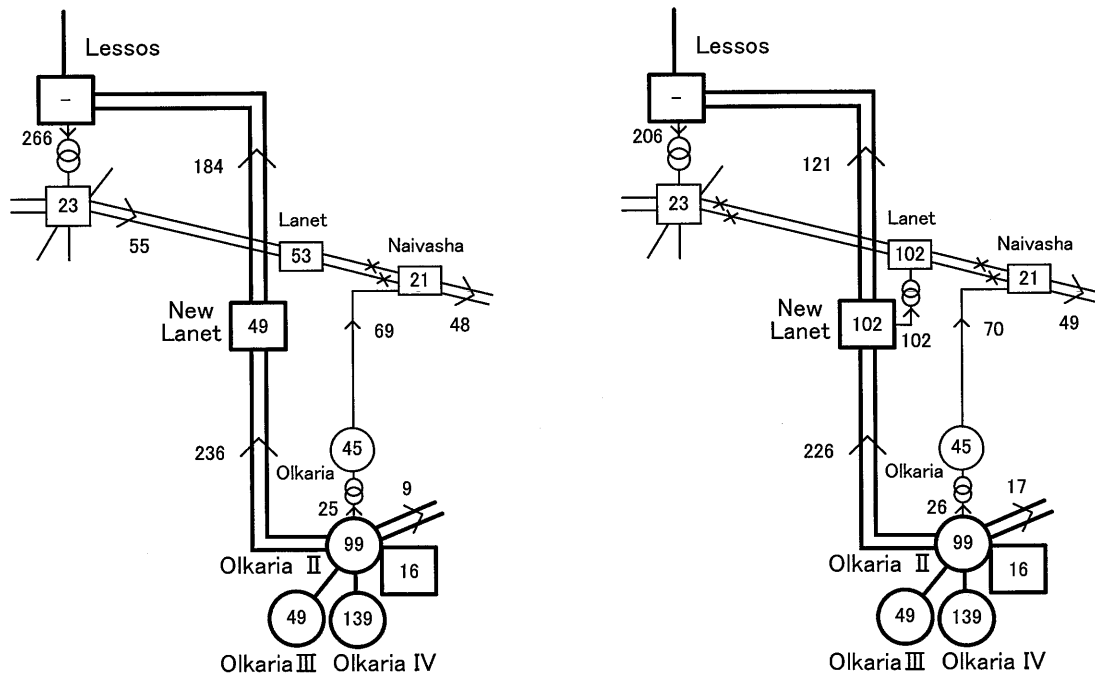 Lessos
–
266
184
23
55
Lanet
53
Naivasha
21
48
New
Lanet
49
69
236
45
Olkaria
9
25
99
Olkaria II
16
49
139
Olkaria III
Olkaria IV
Lessos
–
206
121
23
Lanet
102
Naivasha
21
49
New
Lanet
102
102
70
226
45
Olkaria
17
26
99
Olkaria II
16
49
139
Olkaria III
Olkaria IV